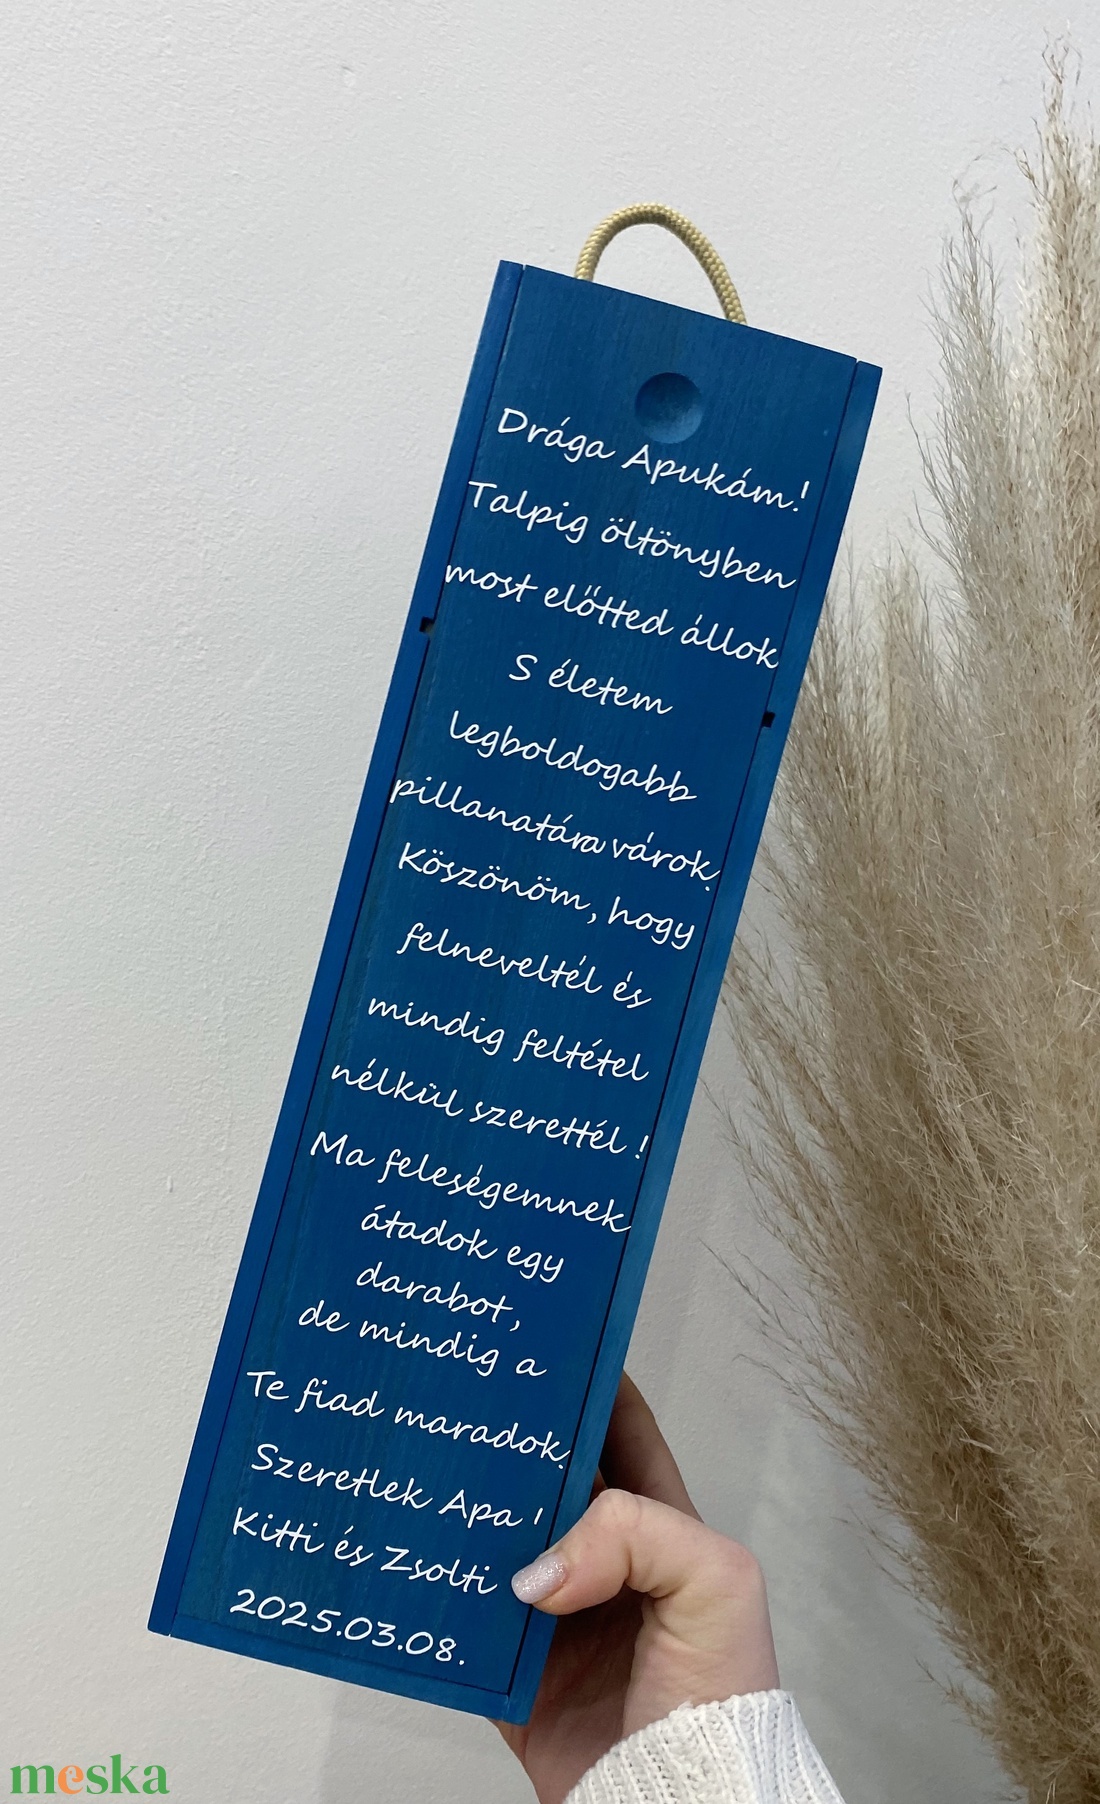 Drága Apukám!
Talpig öltönyben
most előtted állok
S életem
legboldogabb
pillanatára várok.
Köszönöm, hogy
felneveltél és
mindig feltétel
nélkül szerettél !
Ma feleségemnek
átadok egy
darabot,
de mindig a
Te fiad maradok.
Szeretlek Apa !
Kitti és Zsolti
2025.03.08.
meska